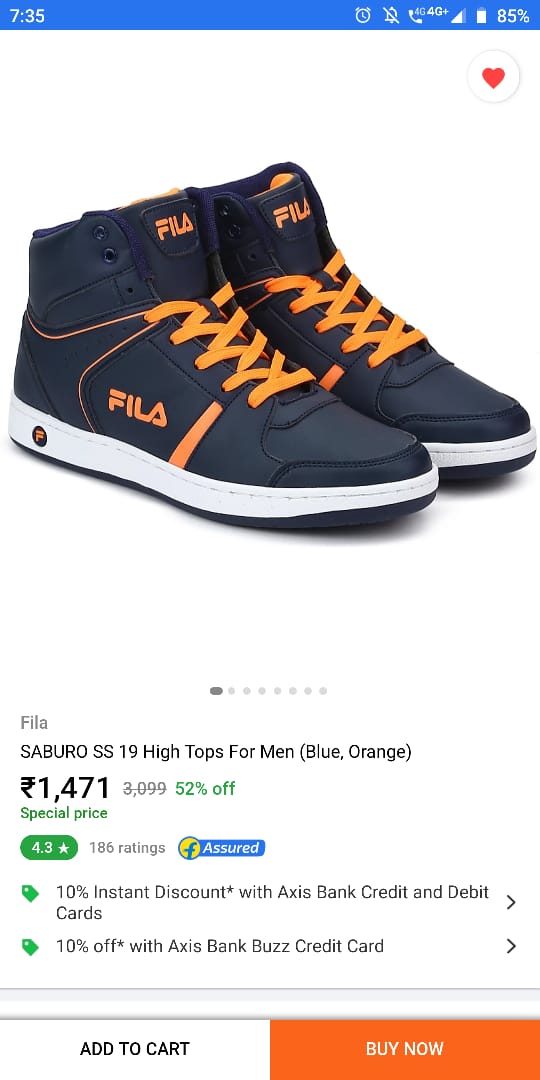 7:35
4G 4G+ 85%
FILA
FILA
FILA
F
Fila
SABURO SS 19 High Tops For Men (Blue, Orange)
₹1,471 3,099 52% off
Special price
4.3 ★ 186 ratings f Assured
10% Instant Discount* with Axis Bank Credit and Debit
Cards
10% off* with Axis Bank Buzz Credit Card
ADD TO CART BUY NOW